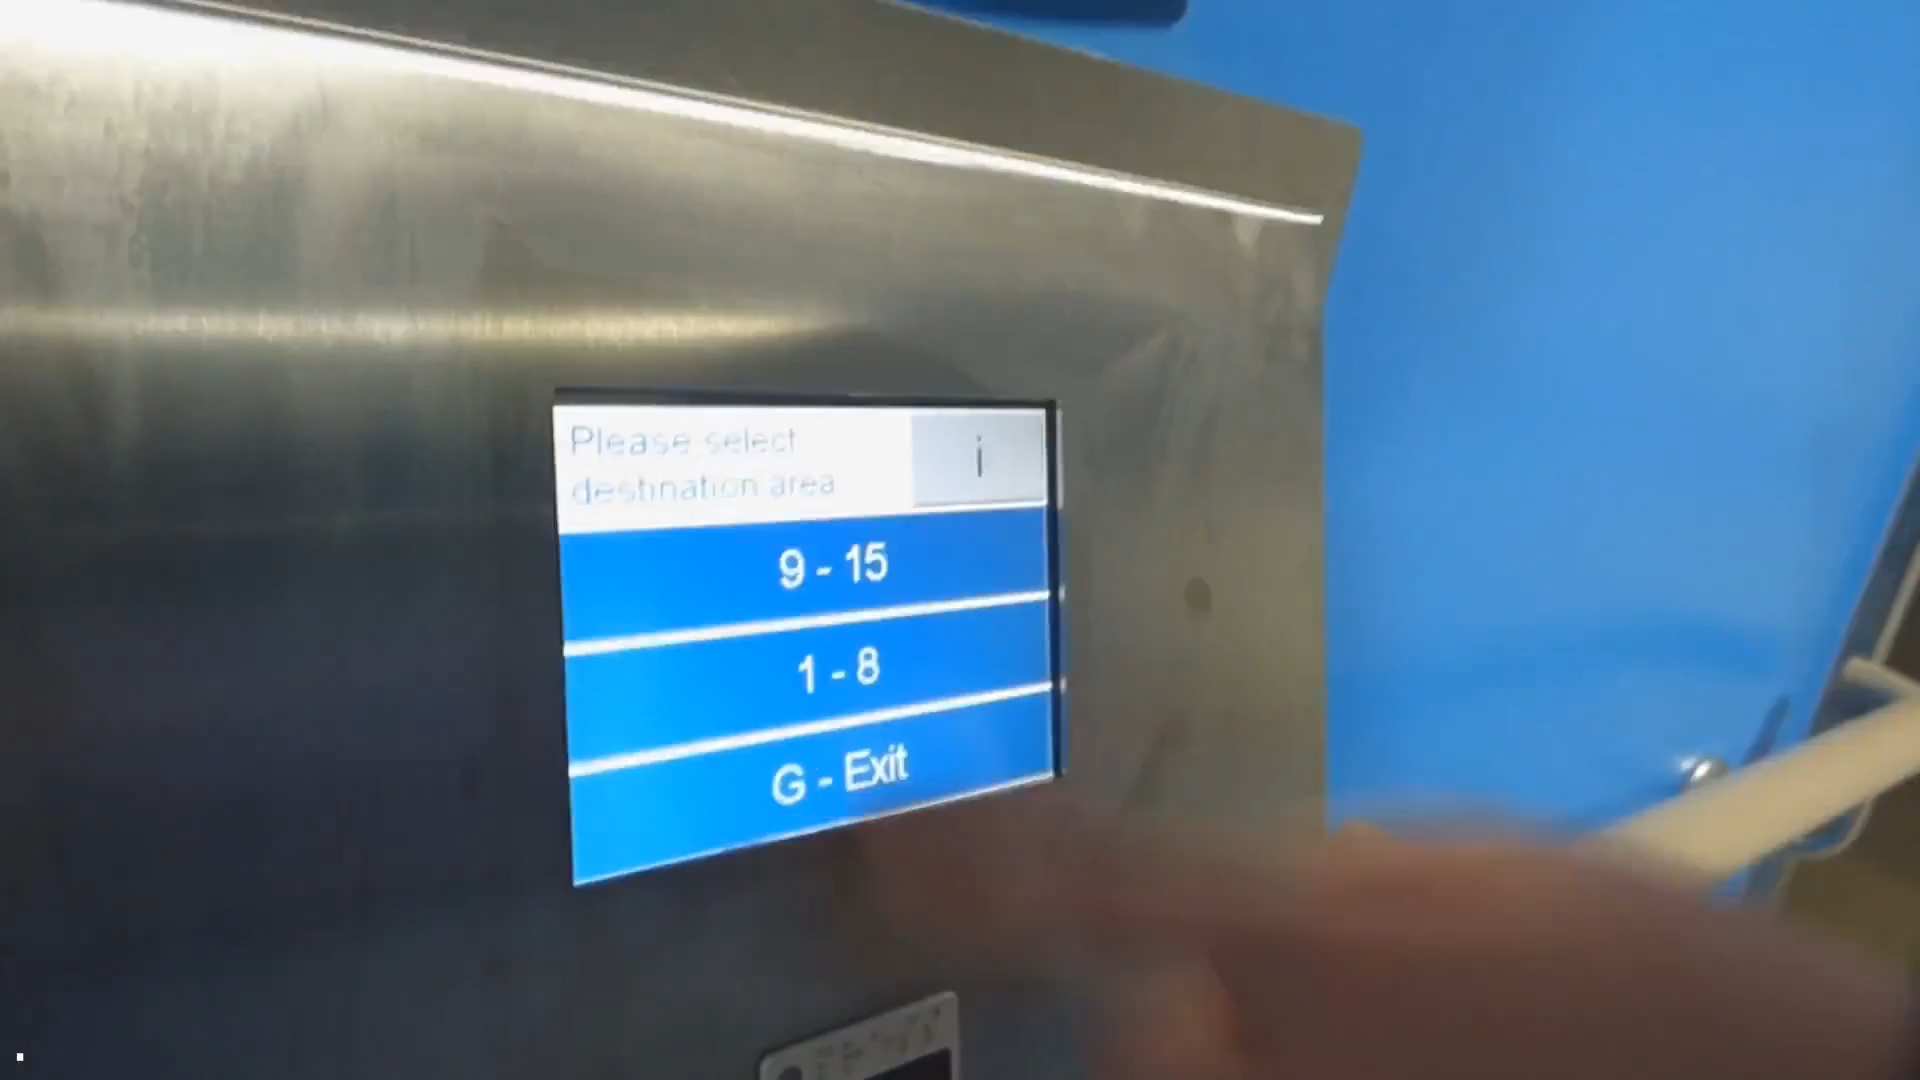 Please select
destination area
i
9 - 15
1 - 8
G - Exit